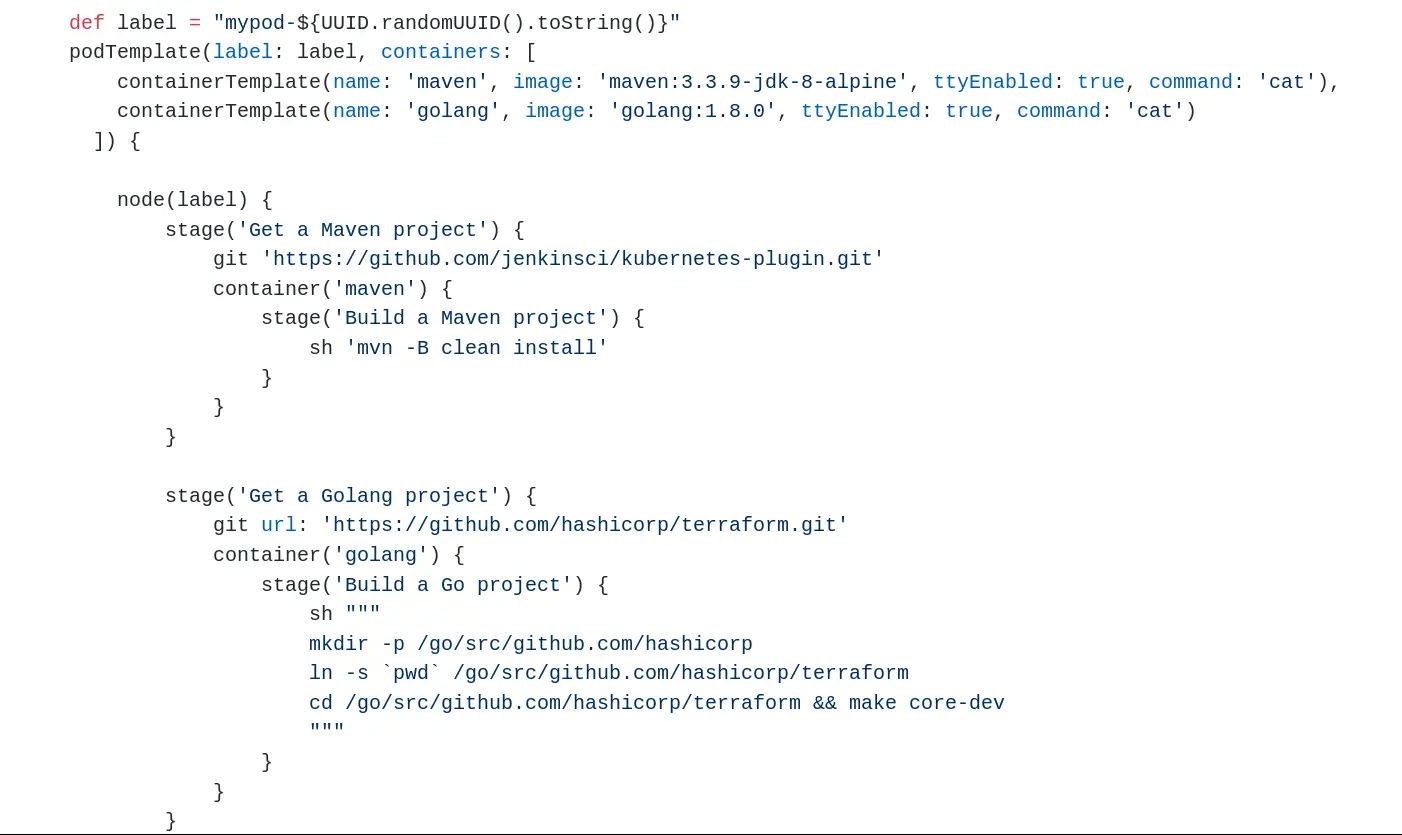 def label = "mypod-${UUID.randomUUID().toString()}"
podTemplate(label: label, containers: [
    containerTemplate(name: 'maven', image: 'maven:3.3.9-jdk-8-alpine', ttyEnabled: true, command: 'cat'),
    containerTemplate(name: 'golang', image: 'golang:1.8.0', ttyEnabled: true, command: 'cat')
  ]) {

    node(label) {
        stage('Get a Maven project') {
            git 'https://github.com/jenkinsci/kubernetes-plugin.git'
            container('maven') {
                stage('Build a Maven project') {
                    sh 'mvn -B clean install'
                }
            }
        }

        stage('Get a Golang project') {
            git url: 'https://github.com/hashicorp/terraform.git'
            container('golang') {
                stage('Build a Go project') {
                    sh """
                    mkdir -p /go/src/github.com/hashicorp
                    ln -s `pwd` /go/src/github.com/hashicorp/terraform
                    cd /go/src/github.com/hashicorp/terraform && make core-dev
                    """
                }
            }
        }